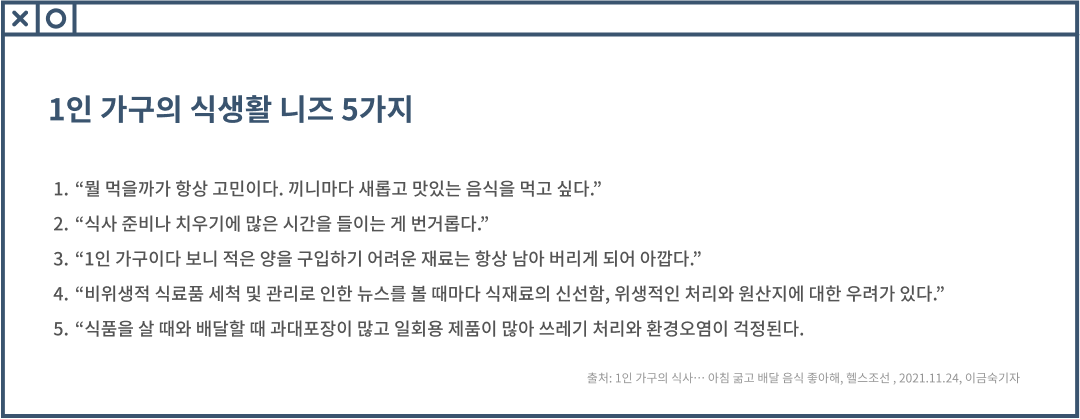 1인 가구의 식생활 니즈 5가지
1. “뭘 먹을까가 항상 고민이다. 끼니마다 새롭고 맛있는 음식을 먹고 싶다.”
2. “식사 준비나 치우기에 많은 시간을 들이는 게 번거롭다.”
3. “1인 가구이다 보니 적은 양을 구입하기 어려운 재료는 항상 남아 버리게 되어 아깝다.”
4. “비위생적 식료품 세척 및 관리로 인한 뉴스를 볼 때마다 식재료의 신선함, 위생적인 처리와 원산지에 대한 우려가 있다.”
5. “식품을 살 때와 배달할 때 과대포장이 많고 일회용 제품이 많아 쓰레기 처리와 환경오염이 걱정된다.
출처: 1인 가구의 식사… 아침 굶고 배달 음식 좋아해, 헬스조선 , 2021.11.24, 이금숙기자